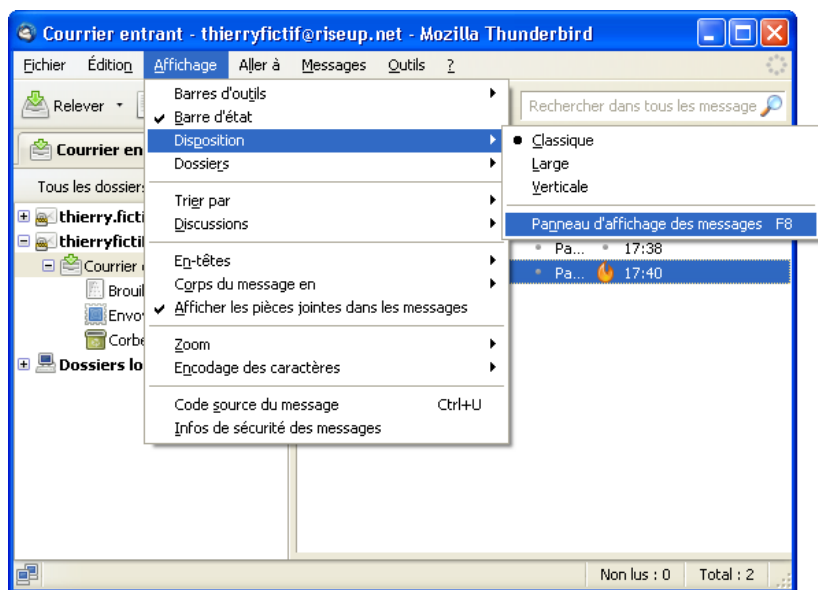 Courrier entrant - thierryfictif@riseup.net - Mozilla Thunderbird
Fichier Édition Affichage Aller à Messages Outils ?
Relever
Rechercher dans tous les message
Barres d'outils
Barre d'état
Disposition
Dossiers
Trier par
Discussions
En-têtes
Corps du message en
Afficher les pièces jointes dans les messages
Zoom
Encodage des caractères
Code source du message Ctrl+U
Infos de sécurité des messages
Classique
Large
Verticale
Panneau d'affichage des messages F8
Courrier en
Tous les dossiers
thierry.ficti
thierryfictif
Courrier
Brouil
Envo
Corbe
Dossiers lo
Pa... 17:38
Pa... 17:40
Non lus : 0 Total : 2